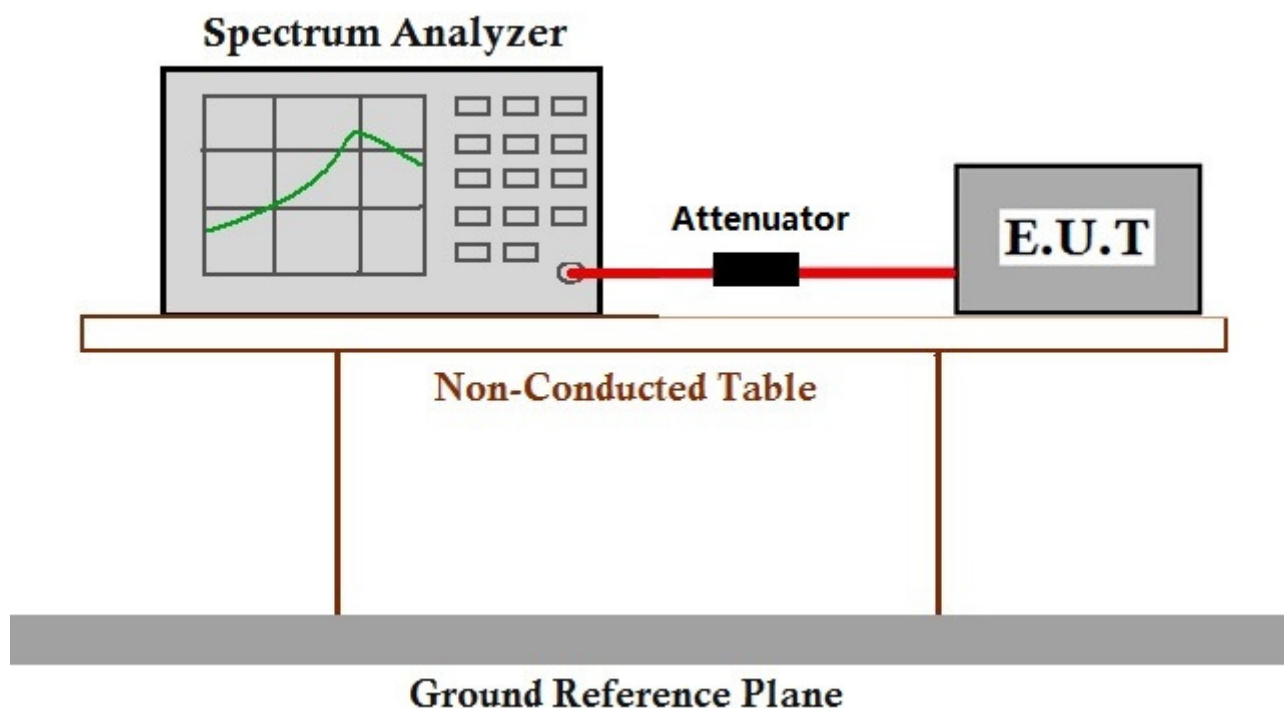 Spectrum Analyzer
Attenuator
E.U.T
Non-Conducted Table
Ground Reference Plane